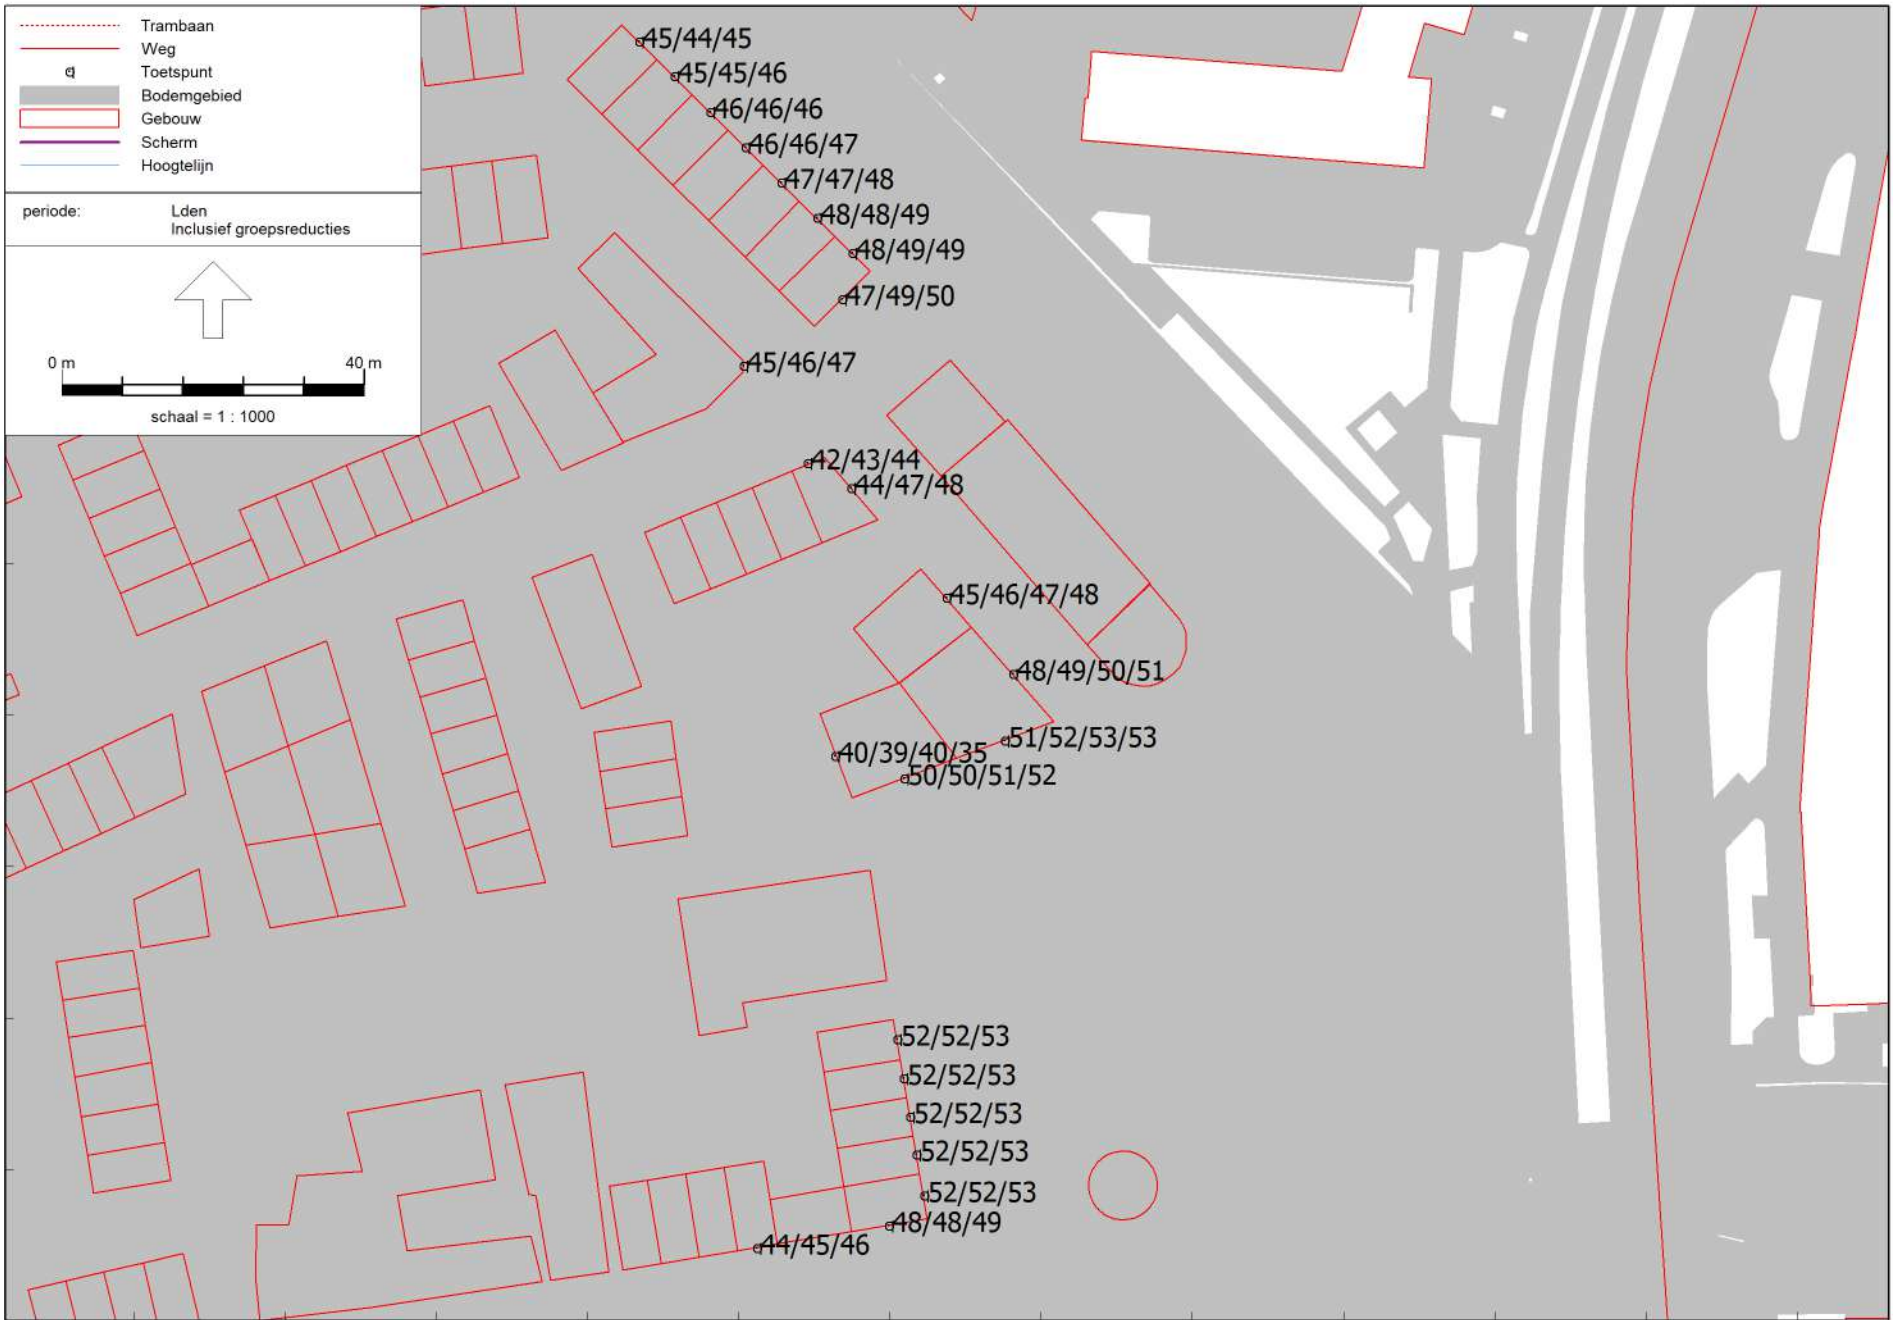 Trambaan
Weg
Toetspunt
Bodemgebied
Gebouw
Scherm
Hoogtelijn
periode: Lden
Inclusief groepsreducties
0 m 40 m
schaal = 1 : 1000
45/44/45
45/45/46
46/46/46
46/46/47
47/47/48
48/48/49
48/49/49
47/49/50
45/46/47
42/43/44
44/47/48
45/46/47/48
48/49/50/51
51/52/53/53
40/39/40/35
50/50/51/52
52/52/53
52/52/53
52/52/53
52/52/53
52/52/53
48/48/49
44/45/46